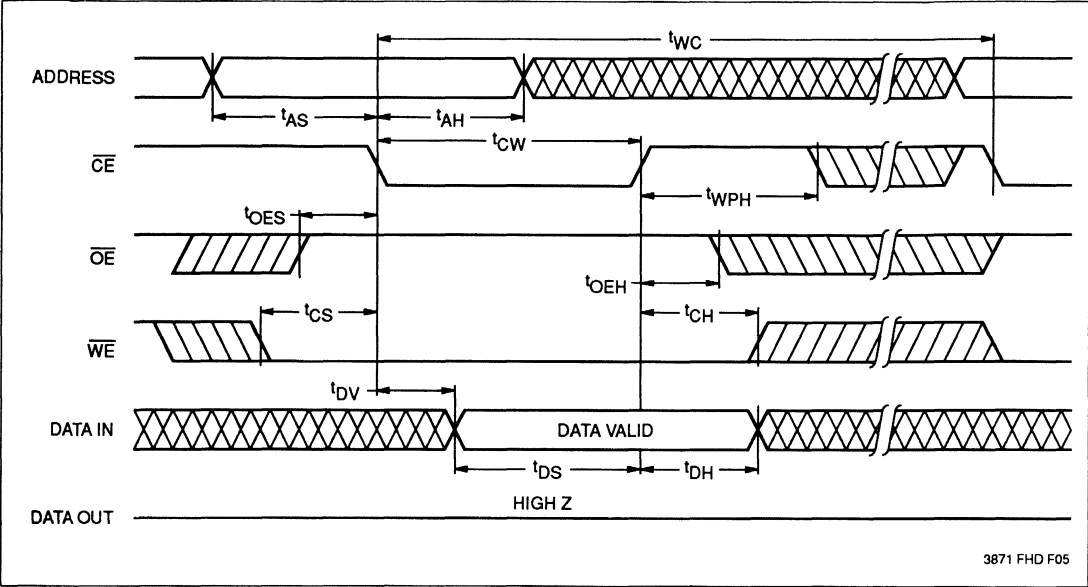 tWC
ADDRESS
tAS
tAH
tCW
CE
tWPH
tOES
OE
tOEH
tCS
tCH
WE
tDV
DATA IN
DATA VALID
tDS
tDH
HIGH Z
DATA OUT
3871 FHD F05